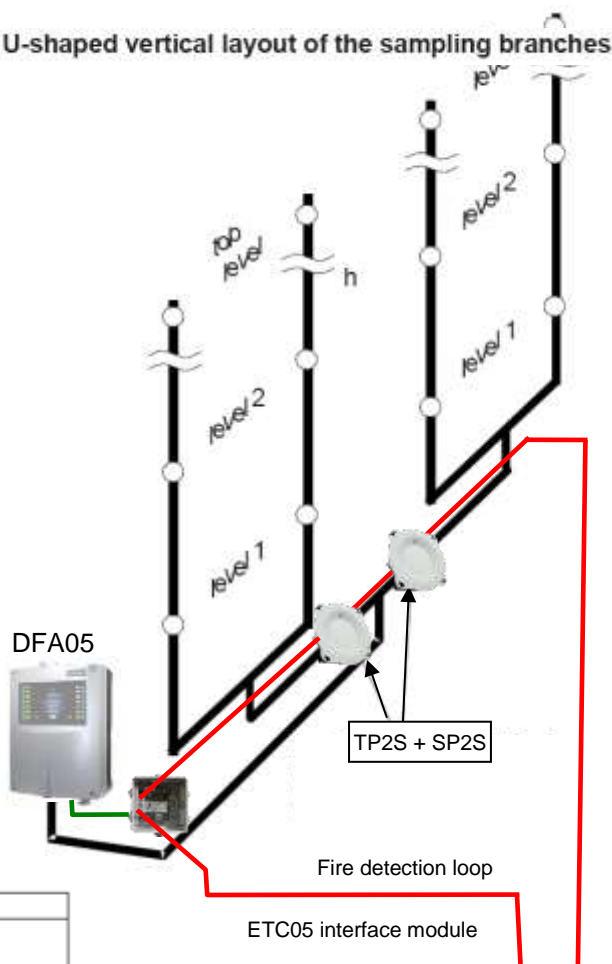 U-shaped vertical layout of the sampling branches
top
level
h
level 2
level 2
level 1
level 1
DFA05
TP2S + SP2S
Fire detection loop
ETC05 interface module